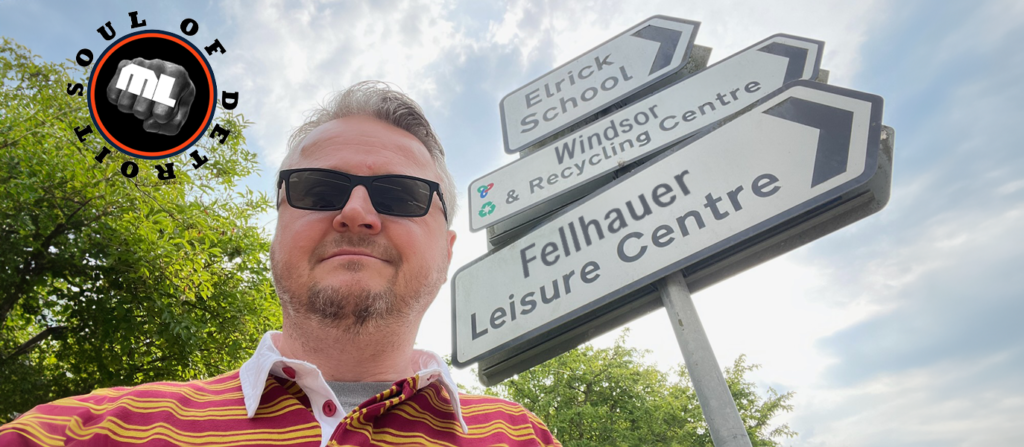 SOUL OF DETROIT
ML
Elrick
School
Windsor
& Recycling Centre
Fellhauer
Leisure Centre